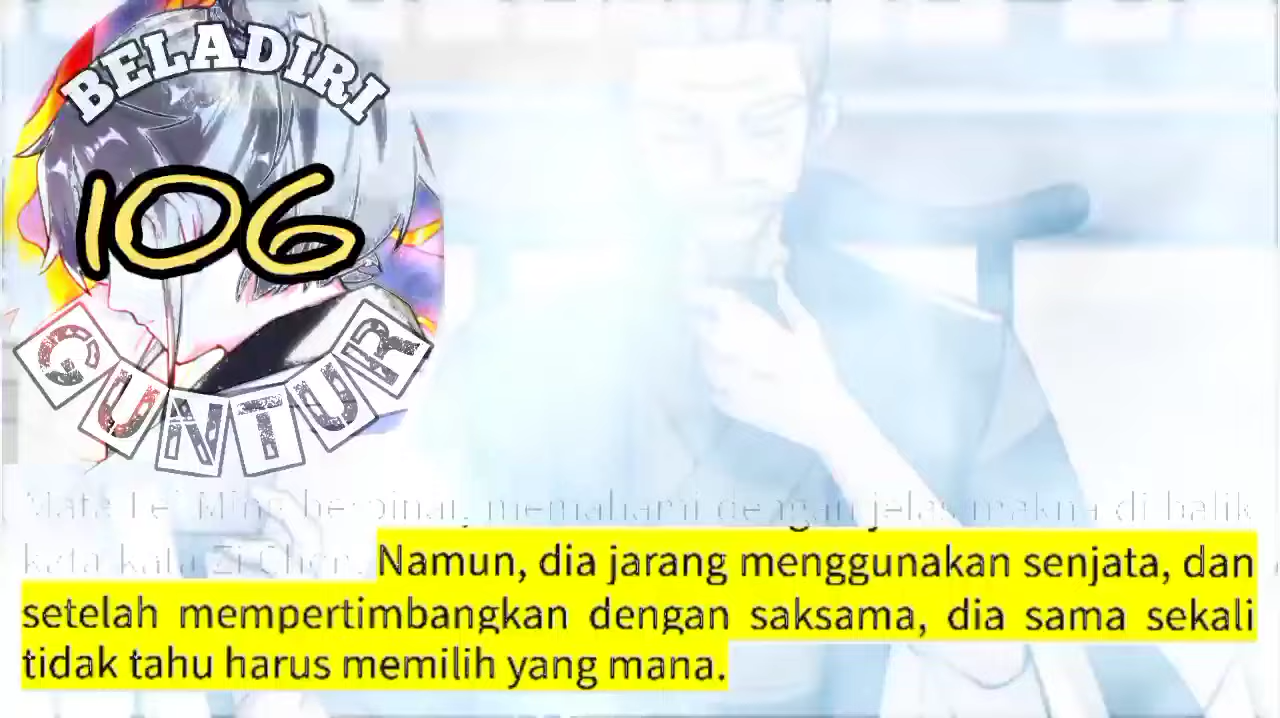 BELADIRI
106
GUNTUR
Mata Lei Ming berbinar, memahami dengan jelas makna di balik
kata-kata Zi Chen. Namun, dia jarang menggunakan senjata, dan
setelah mempertimbangkan dengan saksama, dia sama sekali
tidak tahu harus memilih yang mana.